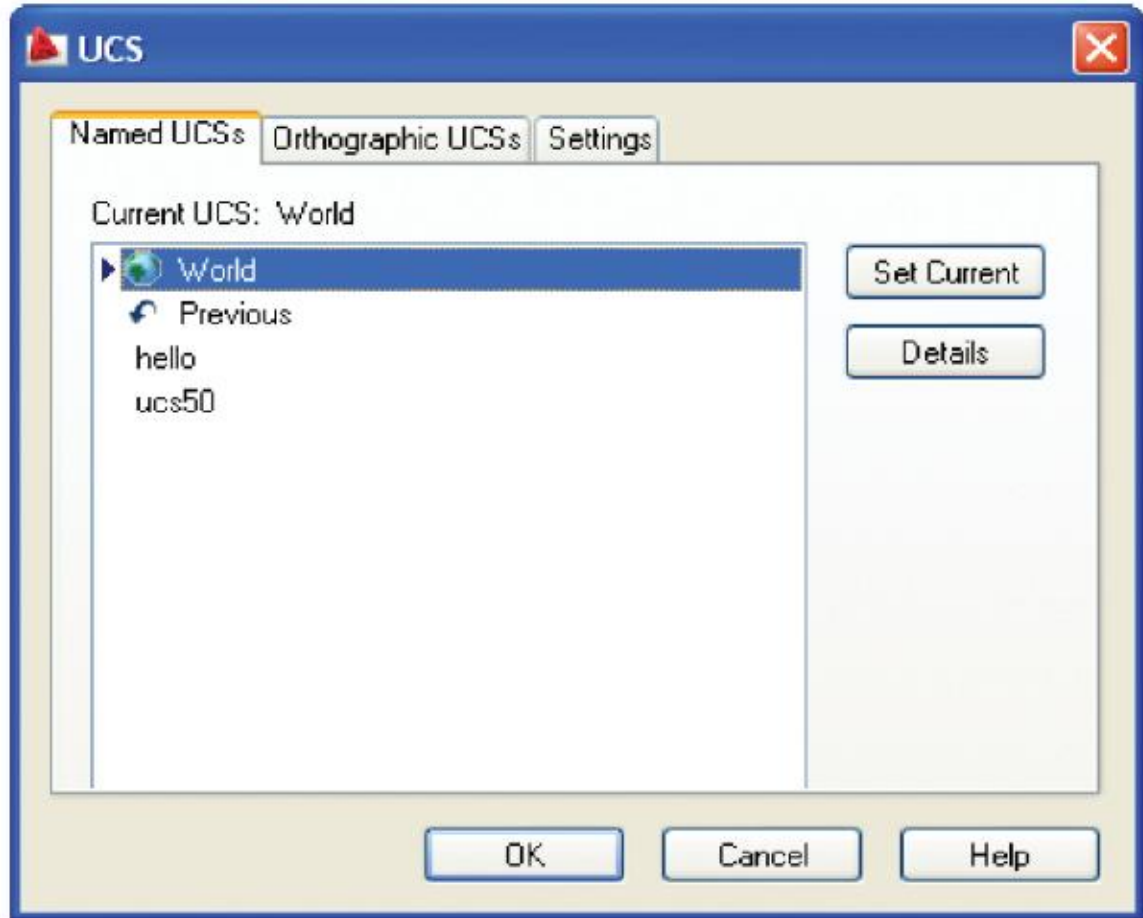 UCS
Named UCSs Orthographic UCSs Settings
Current UCS: World
World
Previous
hello
ucs50
Set Current
Details
OK Cancel Help